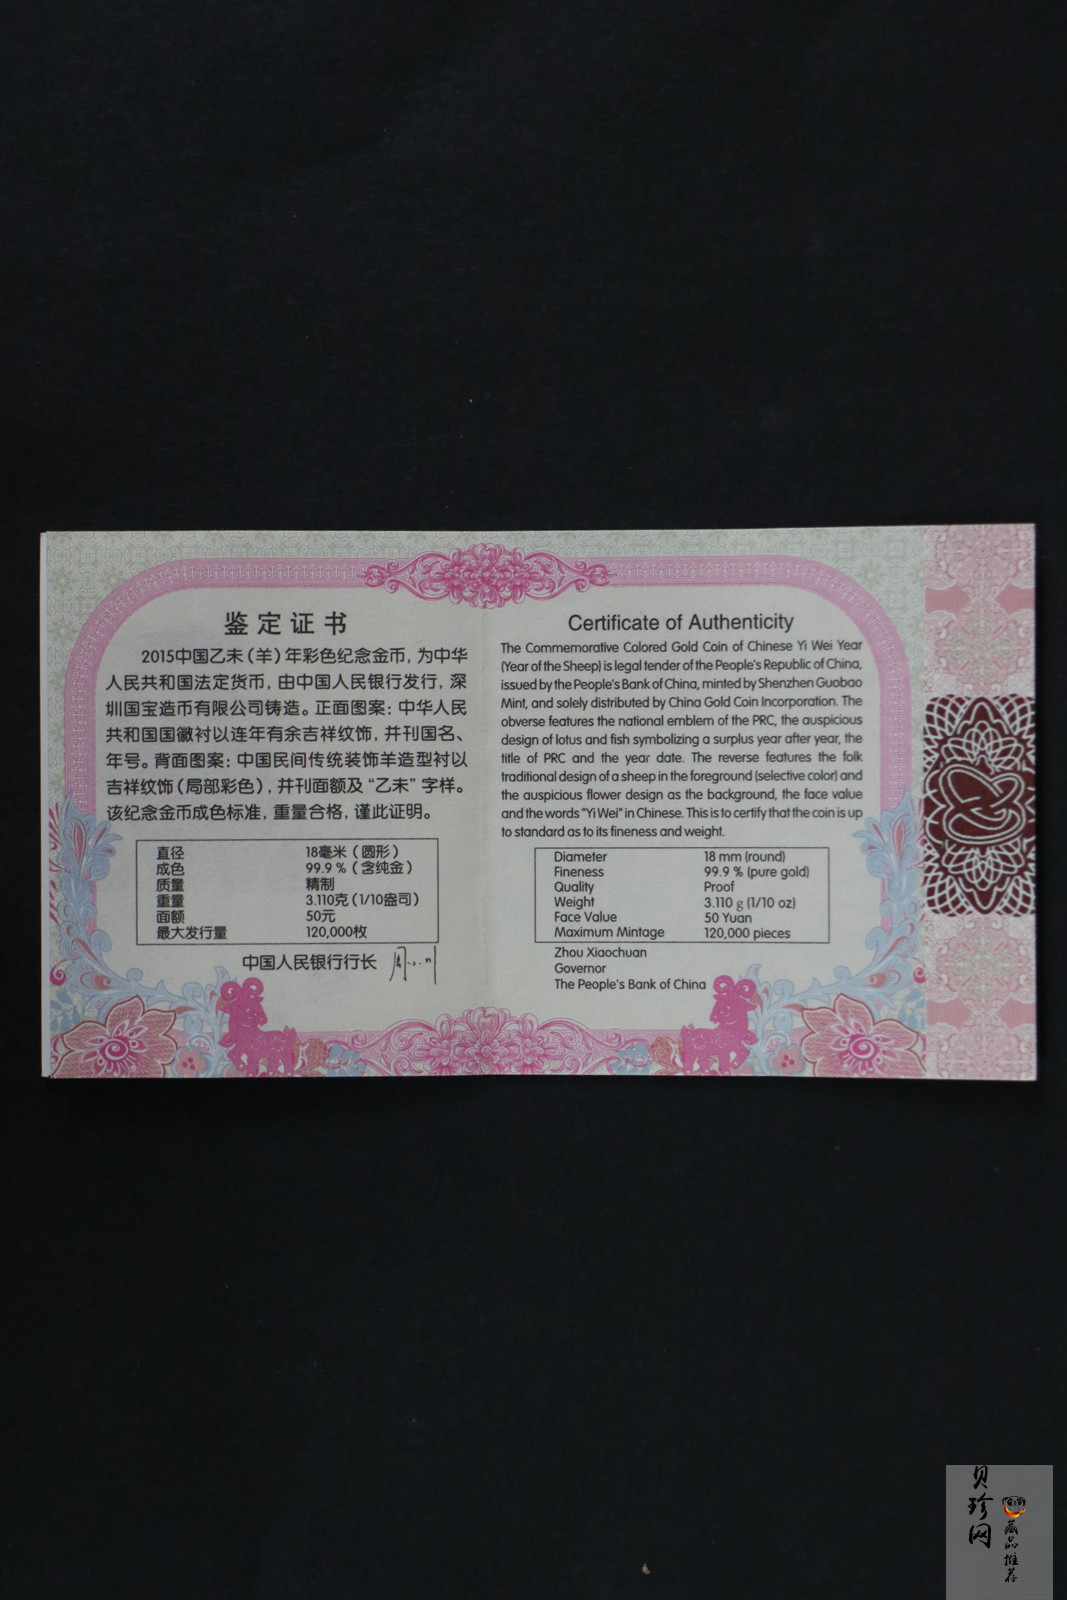 鉴定证书
2015中国乙未（羊）年彩色纪念金币，为中华
人民共和国法定货币，由中国人民银行发行，深
圳国宝造币有限公司铸造。正面图案：中华人民
共和国国徽衬以连年有余吉祥纹饰，并刊国名、
年号。背面图案：中国民间传统装饰羊造型衬以
吉祥纹饰（局部彩色），并刊面额及“乙未”字样。
该纪念金币成色标准，重量合格，谨此证明。
直径 18毫米（圆形）
成色 99.9％（含纯金）
质量 精制
重量 3.110克（1/10盎司）
面额 50元
最大发行量 120,000枚
中国人民银行行长
Certificate of Authenticity
The Commemorative Colored Gold Coin of Chinese Yi Wei Year
(Year of the Sheep) is legal tender of the People's Republic of China,
issued by the People's Bank of China, minted by Shenzhen Guobao
Mint, and solely distributed by China Gold Coin Incorporation. The
obverse features the national emblem of the PRC, the auspicious
design of lotus and fish symbolizing a surplus year after year, the
title of PRC and the year date. The reverse features the folk
traditional design of a sheep in the foreground (selective color) and
the auspicious flower design as the background, the face value
and the words "Yi Wei" in Chinese. This is to certify that the coin is up
to standard as to its fineness and weight.
Diameter 18 mm (round)
Fineness 99.9 % (pure gold)
Quality Proof
Weight 3.110 g (1/10 oz)
Face Value 50 Yuan
Maximum Mintage 120,000 pieces
Zhou Xiaochuan
Governor
The People's Bank of China
贝珍网
藏品推荐